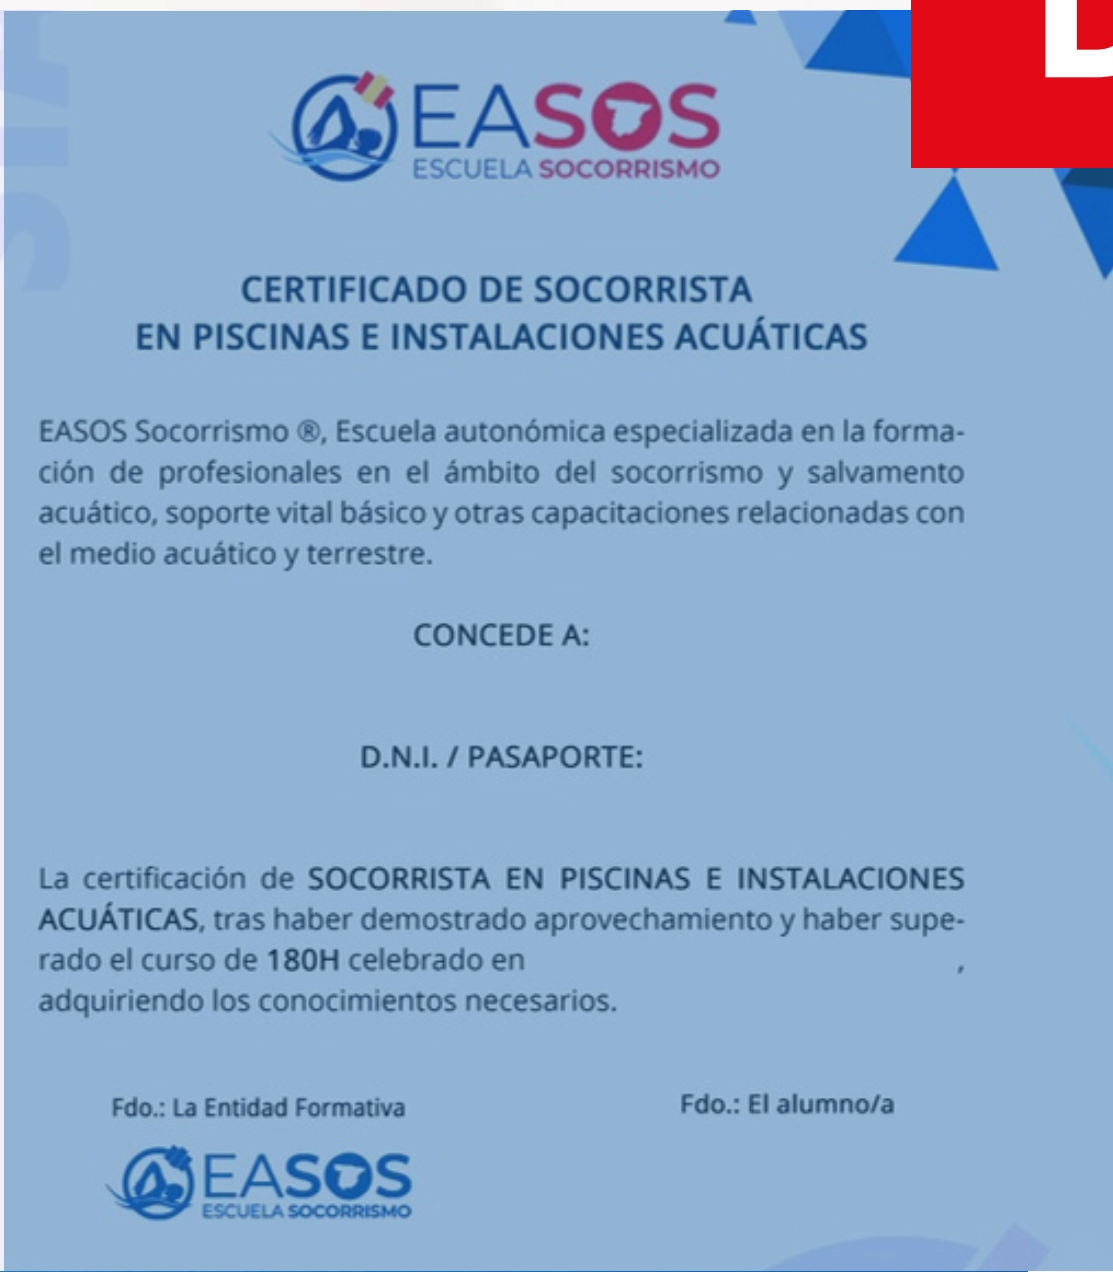 EASOS
ESCUELA SOCORRISMO
CERTIFICADO DE SOCORRISTA
EN PISCINAS E INSTALACIONES ACUÁTICAS
EASOS Socorrismo ®, Escuela autonómica especializada en la forma-
ción de profesionales en el ámbito del socorrismo y salvamento
acuático, soporte vital básico y otras capacitaciones relacionadas con
el medio acuático y terrestre.
CONCEDE A:
D.N.I. / PASAPORTE:
La certificación de SOCORRISTA EN PISCINAS E INSTALACIONES
ACUÁTICAS, tras haber demostrado aprovechamiento y haber supe-
rado el curso de 180H celebrado en ,
adquiriendo los conocimientos necesarios.
Fdo.: La Entidad Formativa
Fdo.: El alumno/a
EASOS
ESCUELA SOCORRISMO